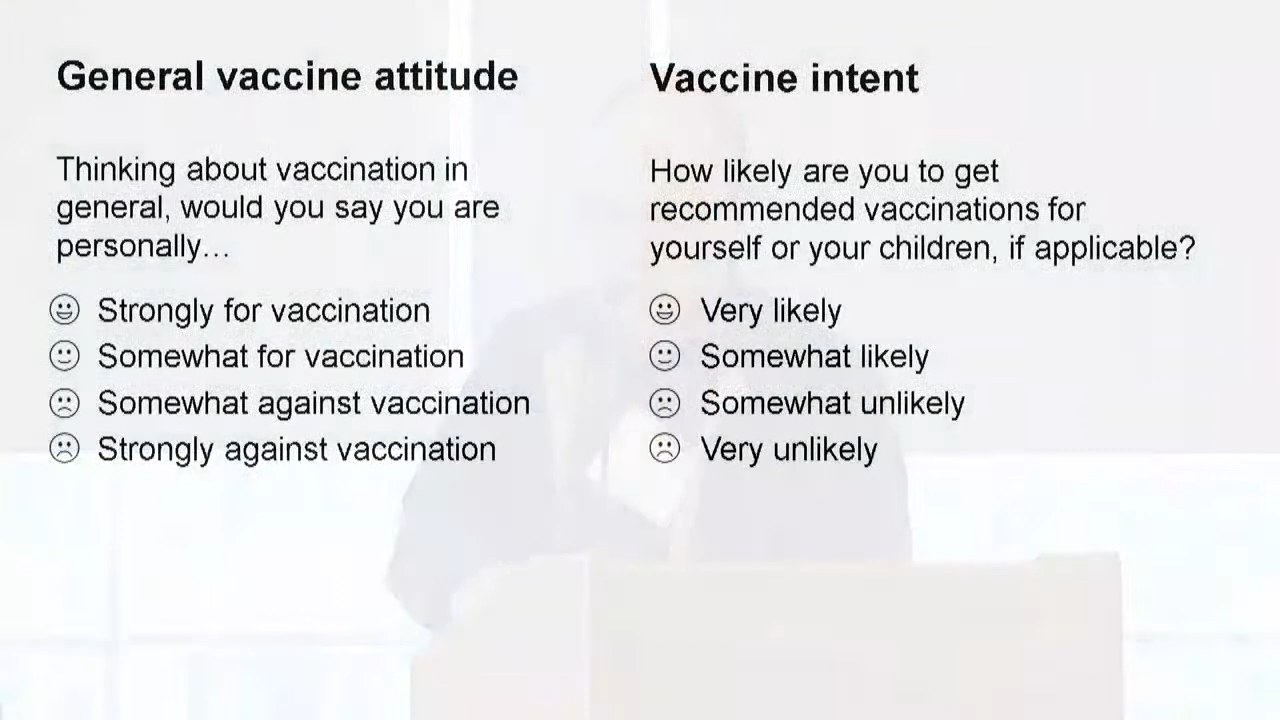 General vaccine attitude
Thinking about vaccination in
general, would you say you are
personally…
Strongly for vaccination
Somewhat for vaccination
Somewhat against vaccination
Strongly against vaccination
Vaccine intent
How likely are you to get
recommended vaccinations for
yourself or your children, if applicable?
Very likely
Somewhat likely
Somewhat unlikely
Very unlikely